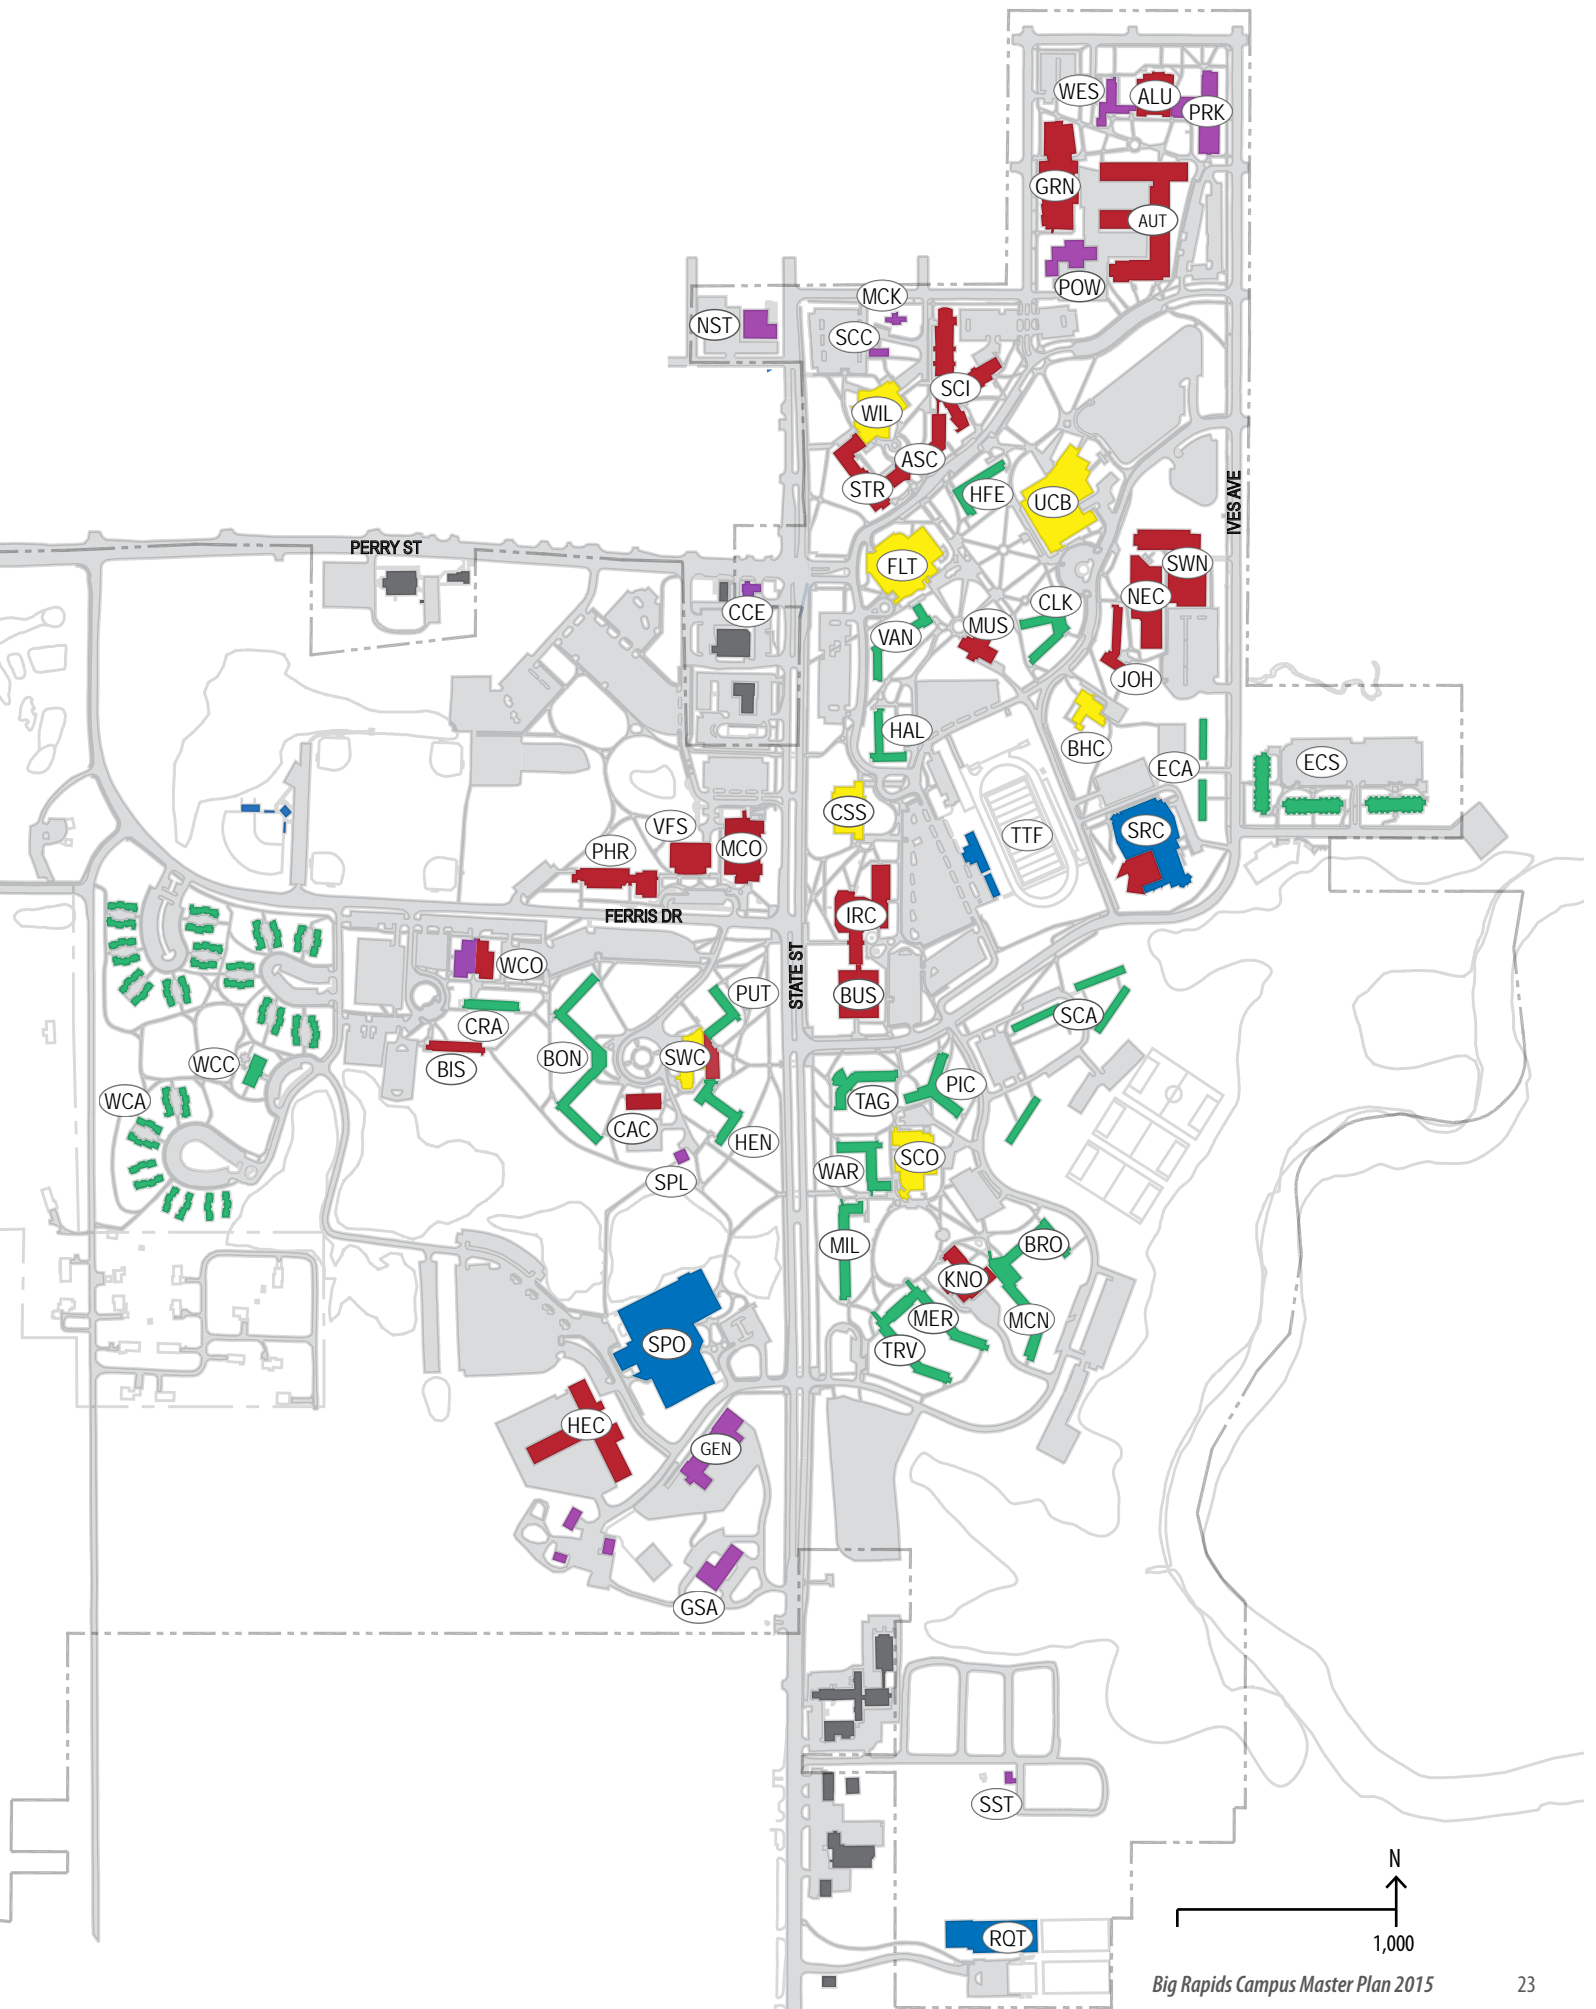 WES
ALU
PRK
GRN
AUT
POW
MCK
NST
SCC
SCI
WIL
ASC
STR
HFE
UCB
IVES AVE
PERRY ST
FLT
SWN
NEC
CLK
CCE
MUS
VAN
JOH
HAL
BHC
ECA
ECS
CSS
VFS
MCO
TTF
SRC
PHR
FERRIS DR
IRC
STATE ST
WCO
PUT
BUS
CRA
SCA
BON
SWC
WCC
BIS
PIC
WCA
TAG
CAC
HEN
SCO
WAR
SPL
MIL
BRO
KNO
MER
MCN
SPO
TRV
HEC
GEN
GSA
SST
N
RQT
1,000
Big Rapids Campus Master Plan 2015
23